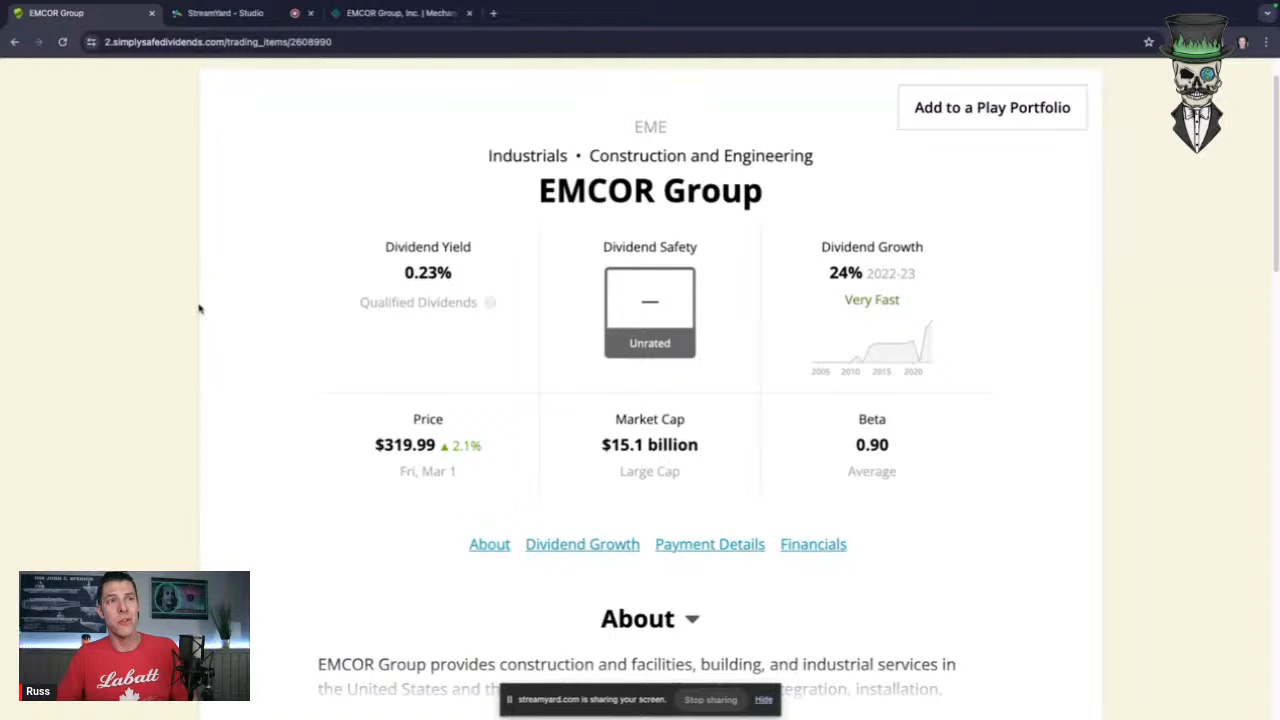 EMCOR Group
StreamYard - Studio
EMCOR Group, Inc. | Mechan
2.simplysafedividends.com/trading_items/2608990
Add to a Play Portfolio
EME
Industrials • Construction and Engineering
EMCOR Group
Dividend Yield
0.23%
Qualified Dividends
Dividend Safety
—
Unrated
Dividend Growth
24% 2022-23
Very Fast
2005 2010 2015 2020
Price
$319.99 ▲ 2.1%
Fri, Mar 1
Market Cap
$15.1 billion
Large Cap
Beta
0.90
Average
About Dividend Growth Payment Details Financials
About
EMCOR Group provides construction and facilities, building, and industrial services in
the United States and th tegration, installation,
streamyard.com is sharing your screen. Stop sharing Hide
USS JOHN C. STENNIS
Labatt
Russ